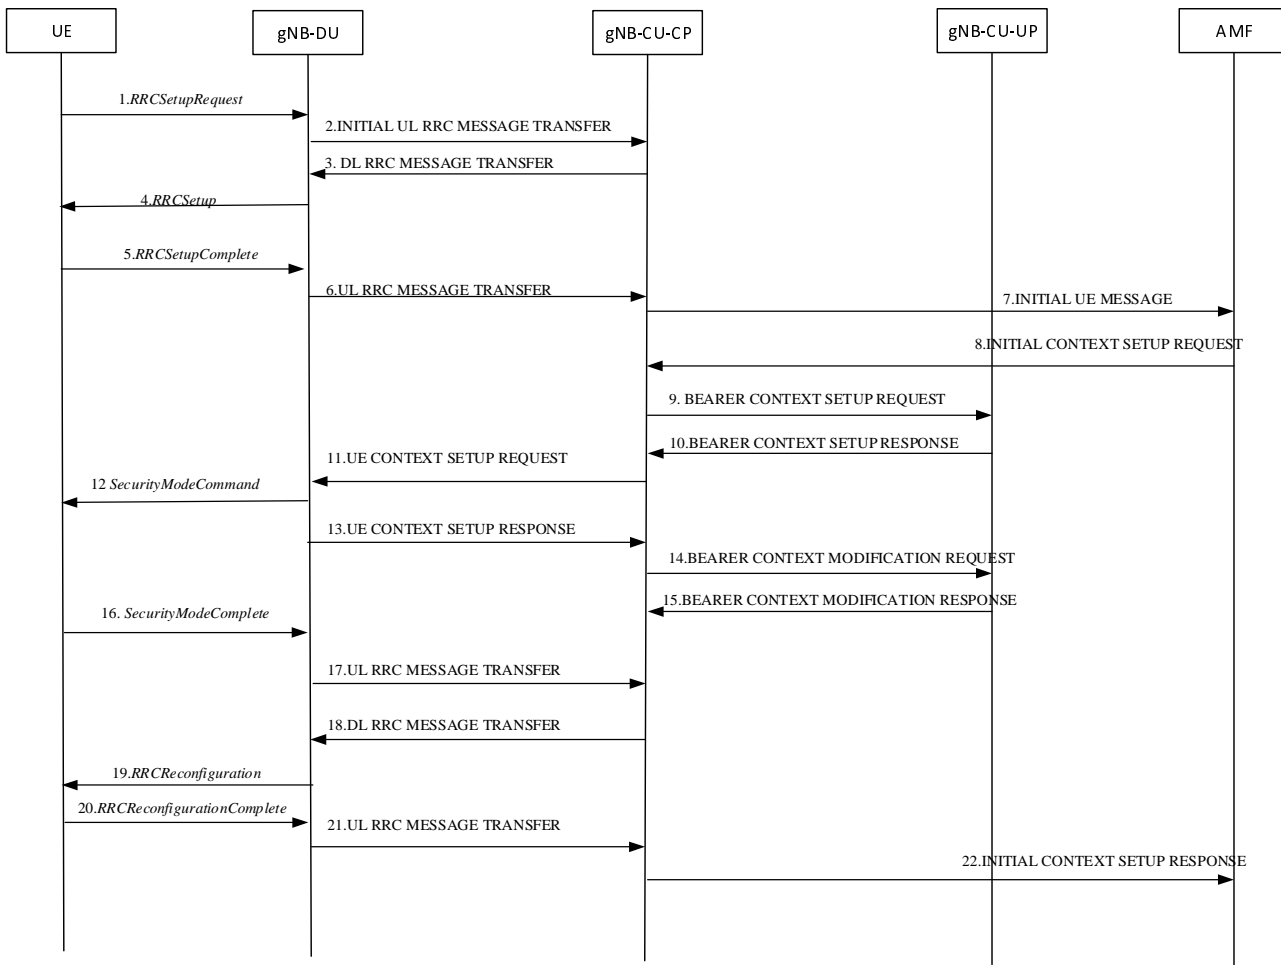 UE
gNB-DU
gNB-CU-CP
gNB-CU-UP
AMF
1.RRCSetupRequest
2.INITIAL UL RRC MESSAGE TRANSFER
3. DL RRC MESSAGE TRANSFER
4.RRCSetup
5.RRCSetupComplete
6.UL RRC MESSAGE TRANSFER
7.INITIAL UE MESSAGE
8.INITIAL CONTEXT SETUP REQUEST
9. BEARER CONTEXT SETUP REQUEST
10.BEARER CONTEXT SETUP RESPONSE
11.UE CONTEXT SETUP REQUEST
12 SecurityModeCommand
13.UE CONTEXT SETUP RESPONSE
14.BEARER CONTEXT MODIFICATION REQUEST
15.BEARER CONTEXT MODIFICATION RESPONSE
16. SecurityModeComplete
17.UL RRC MESSAGE TRANSFER
18.DL RRC MESSAGE TRANSFER
19.RRCReconfiguration
20.RRCReconfigurationComplete
21.UL RRC MESSAGE TRANSFER
22.INITIAL CONTEXT SETUP RESPONSE